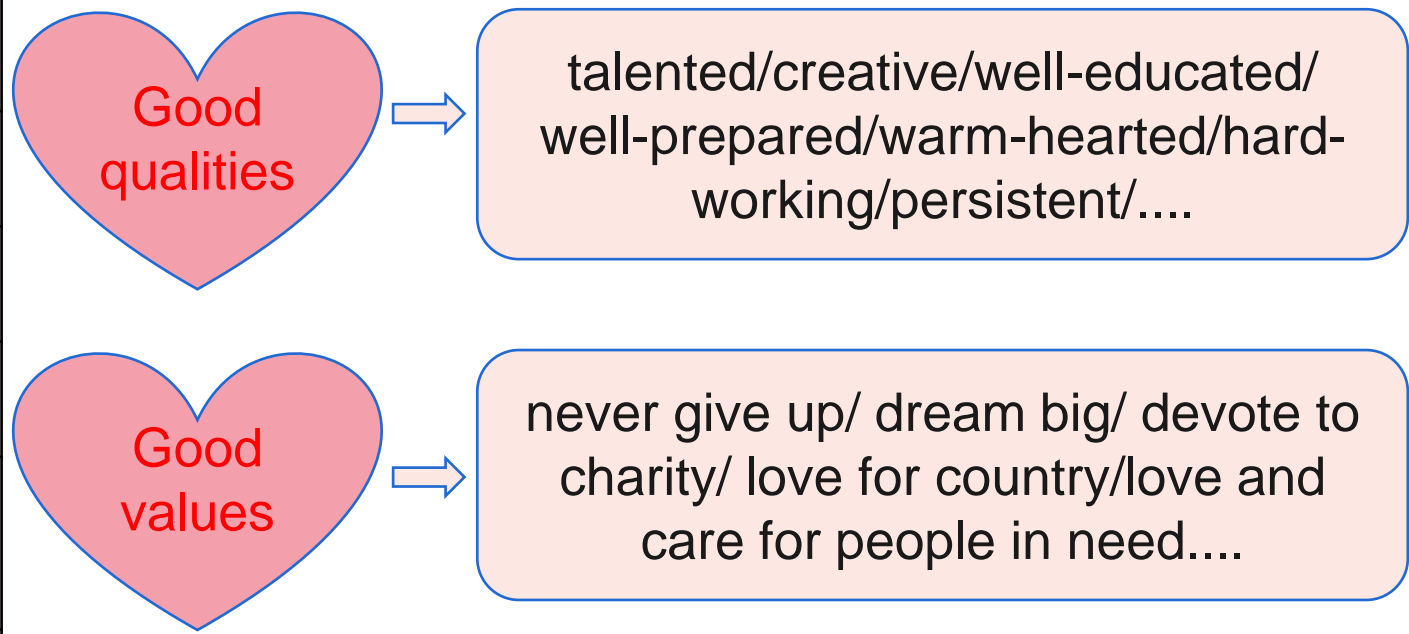 Good
qualities
talented/creative/well-educated/
well-prepared/warm-hearted/hard-
working/persistent/....
Good
values
never give up/ dream big/ devote to
charity/ love for country/love and
care for people in need....